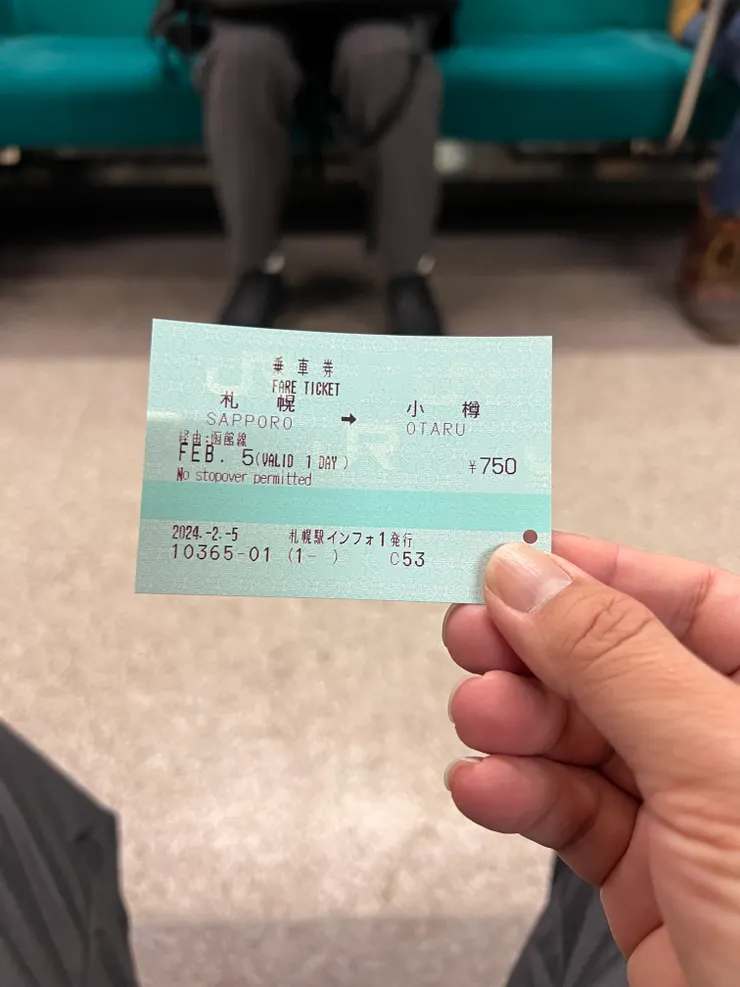 乗車券
FARE TICKET
札幌 → 小樽
SAPPORO OTARU
経由:函館線
FEB. 5(VALID 1 DAY) ¥750
No stopover permitted
2024.-2.-5 札幌駅インフォ1発行
10365-01 (1- ) C53